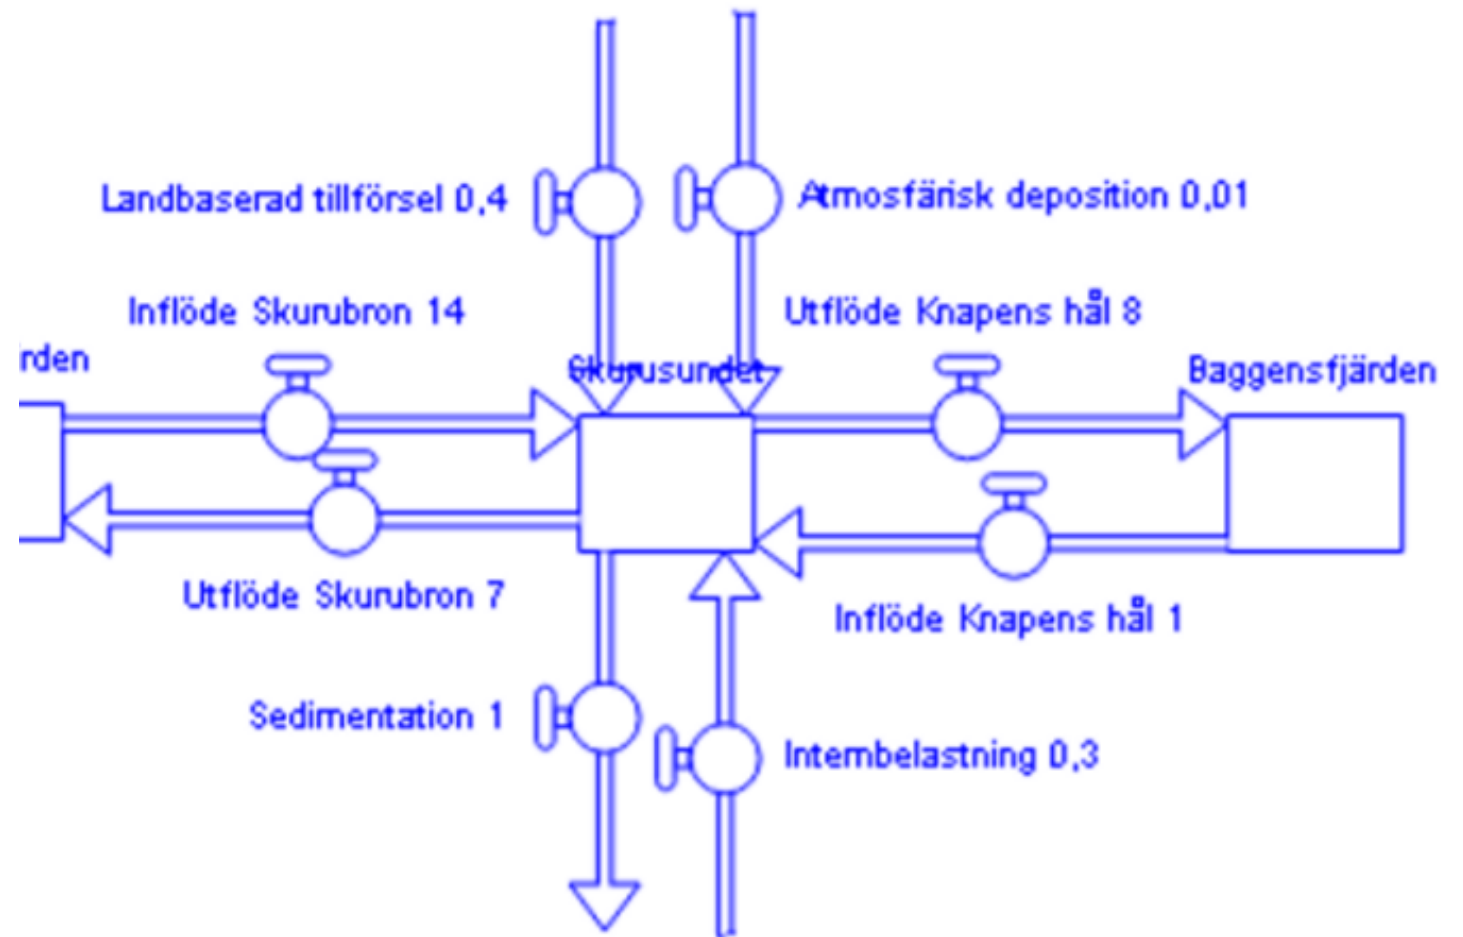 Landbaserad tillförsel 0,4
Atmosfärisk deposition 0,01
Inflöde Skurubron 14
Utflöde Knapens hål 8
rden
Skurusundet
Baggensfjärden
Utflöde Skurubron 7
Inflöde Knapens hål 1
Sedimentation 1
Internbelastning 0,3